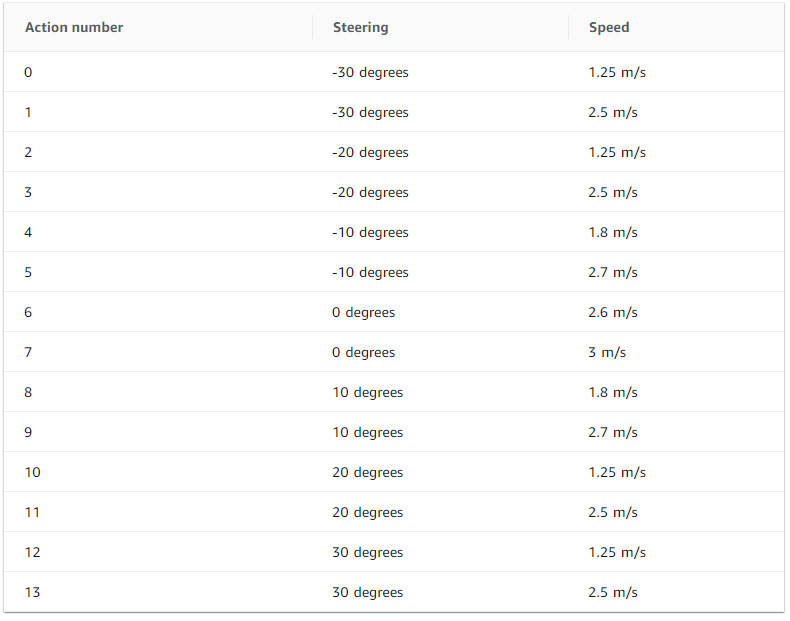 Action number Steering Speed
0 -30 degrees 1.25 m/s
1 -30 degrees 2.5 m/s
2 -20 degrees 1.25 m/s
3 -20 degrees 2.5 m/s
4 -10 degrees 1.8 m/s
5 -10 degrees 2.7 m/s
6 0 degrees 2.6 m/s
7 0 degrees 3 m/s
8 10 degrees 1.8 m/s
9 10 degrees 2.7 m/s
10 20 degrees 1.25 m/s
11 20 degrees 2.5 m/s
12 30 degrees 1.25 m/s
13 30 degrees 2.5 m/s